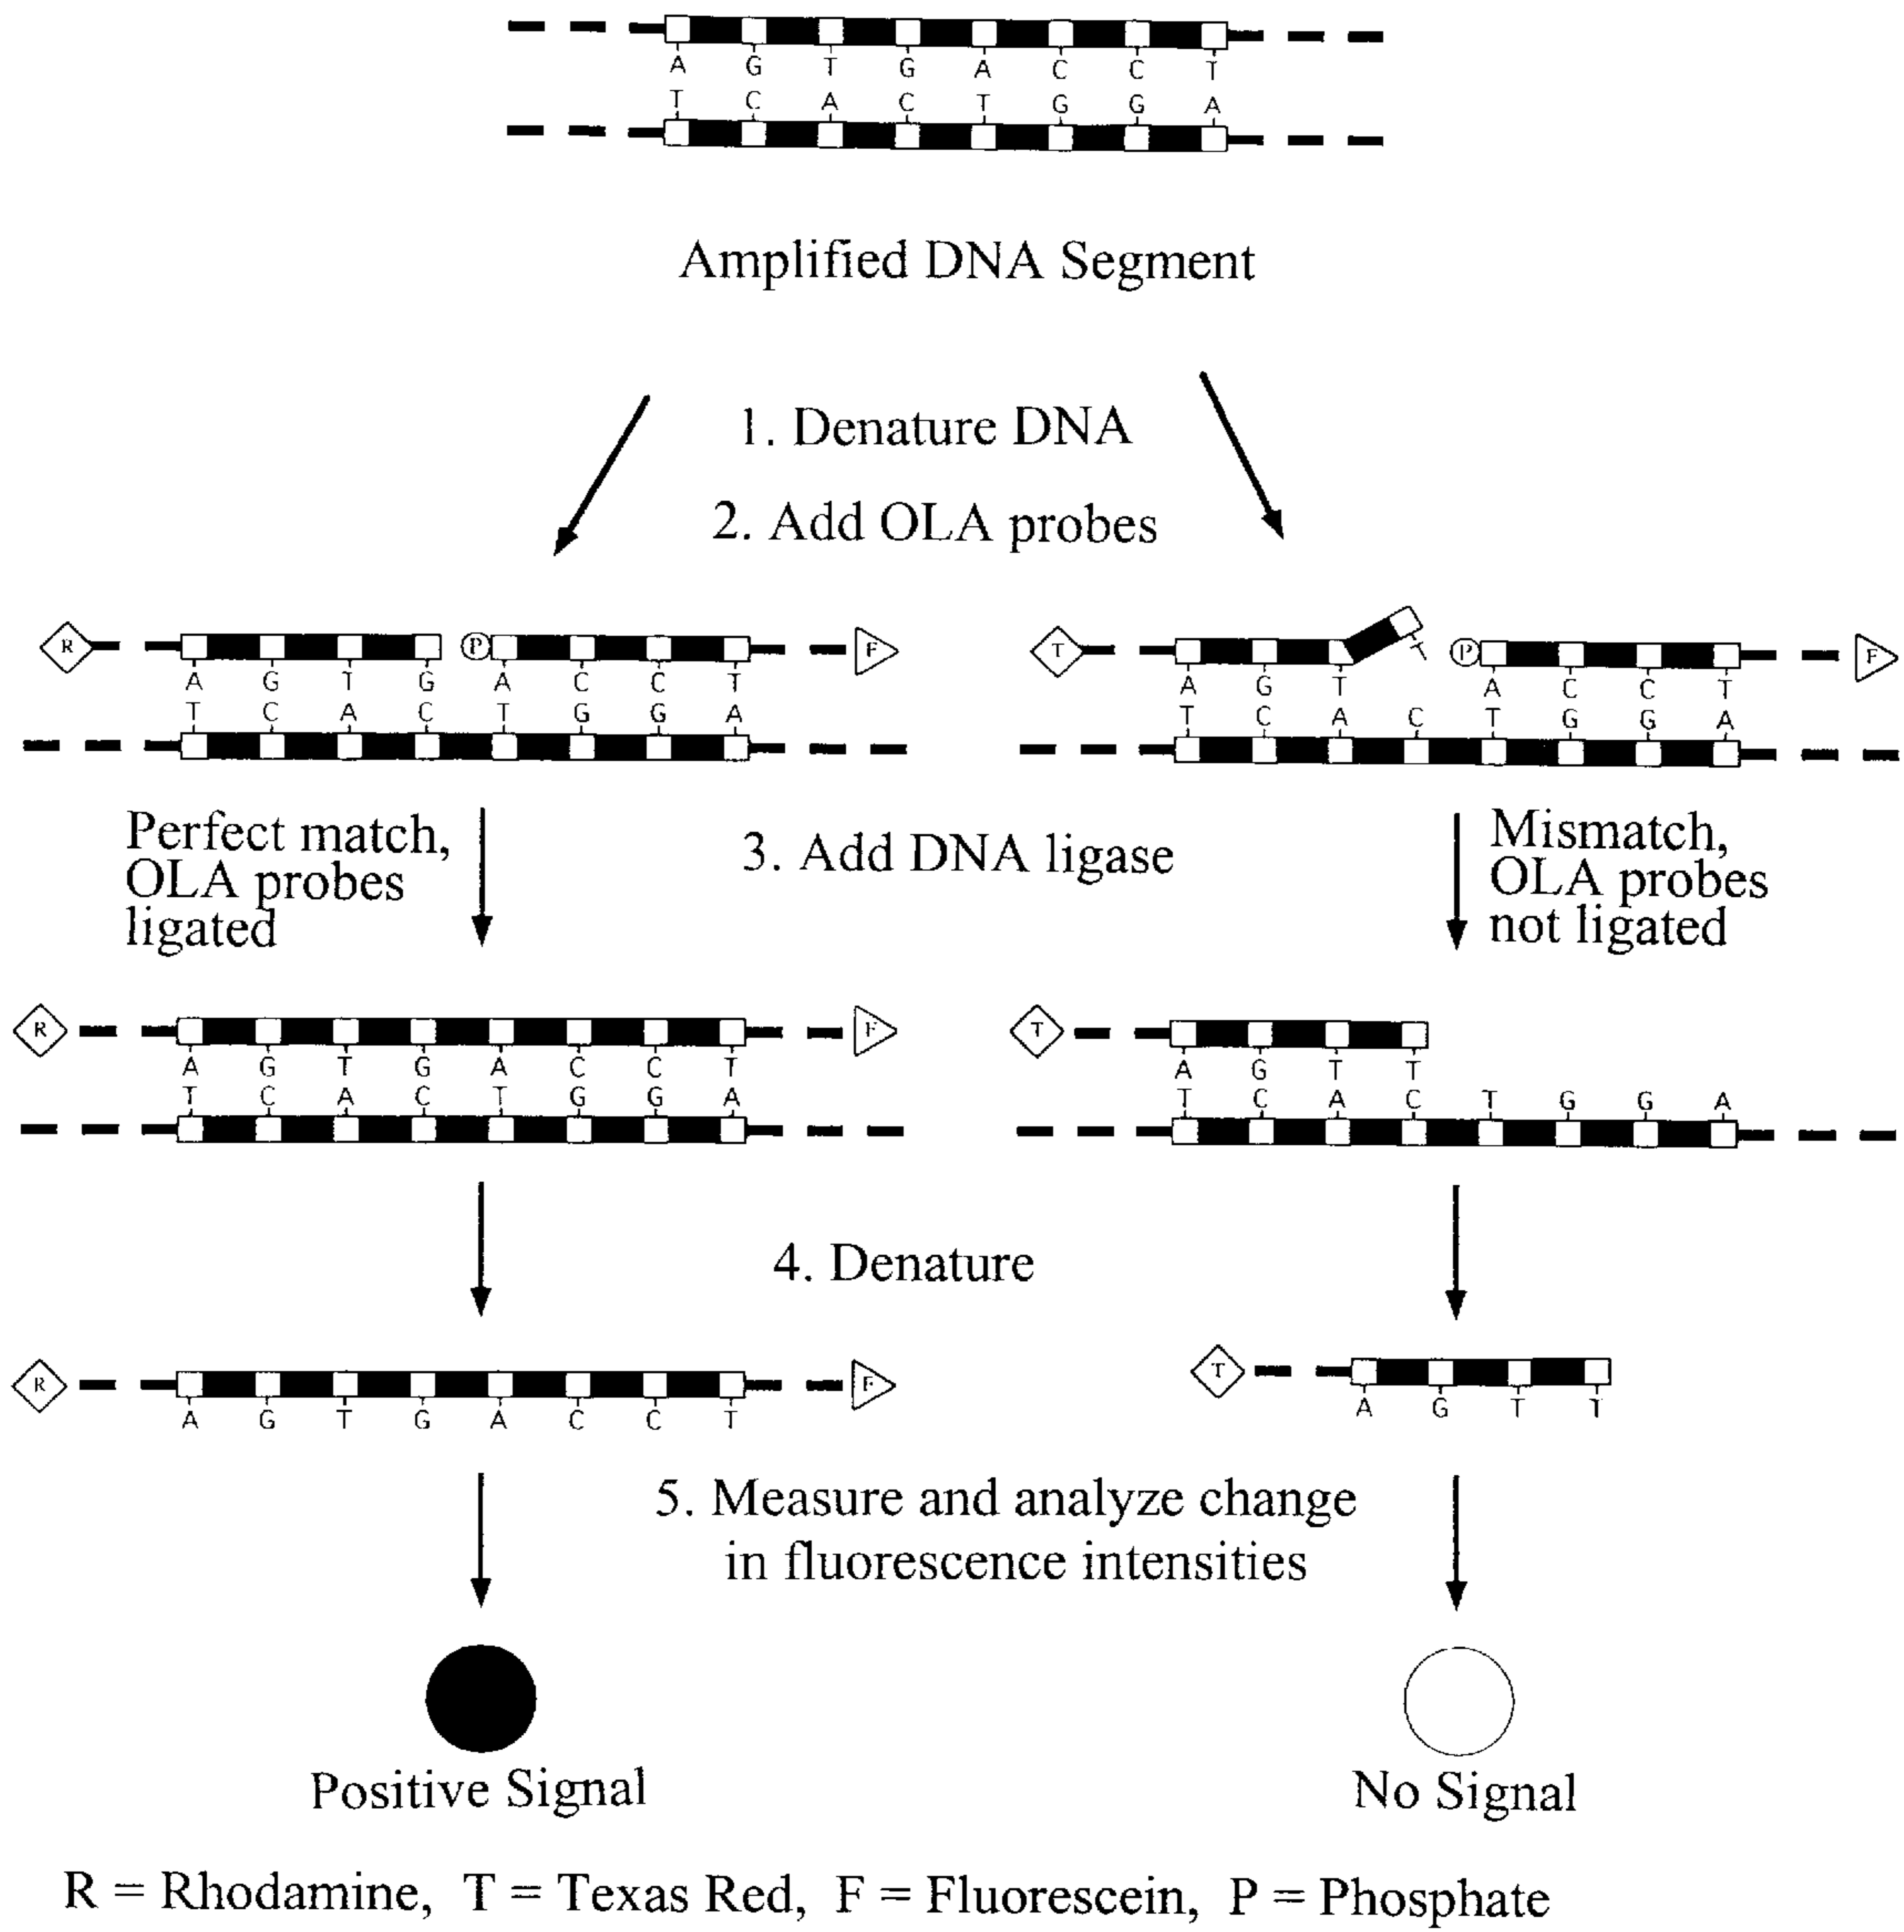 A G T G A C C T
T C A C T G G A
Amplified DNA Segment
1. Denature DNA
2. Add OLA probes
R P F
A G T G A C C T
T C A C T G G A
T T P F
A G T A C C T
T C A C T G G A
Perfect match,
OLA probes
ligated
3. Add DNA ligase
Mismatch,
OLA probes
not ligated
R F
A G T G A C C T
T C A C T G G A
T
A G T T
T C A C T G G A
4. Denature
R F
A G T G A C C T
T
A G T T
5. Measure and analyze change
in fluorescence intensities
Positive Signal
No Signal
R = Rhodamine, T = Texas Red, F = Fluorescein, P = Phosphate